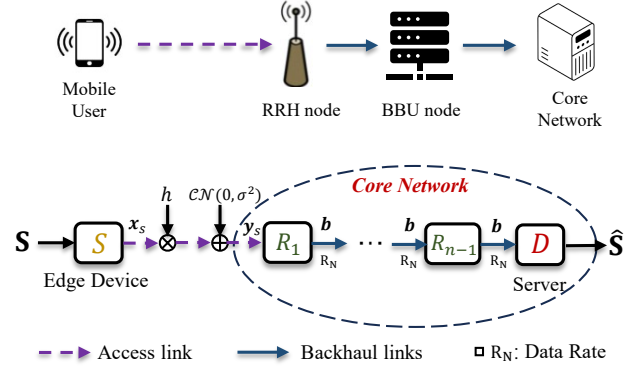 Mobile User
RRH node
BBU node
Core Network
h
𝒞𝒩(0, σ²)
Core Network
S
S
x_s
y_s
R_1
b
R_N
⋯
b
R_N
R_{n−1}
b
R_N
D
Ŝ
Edge Device
Server
Access link
Backhaul links
R_N: Data Rate